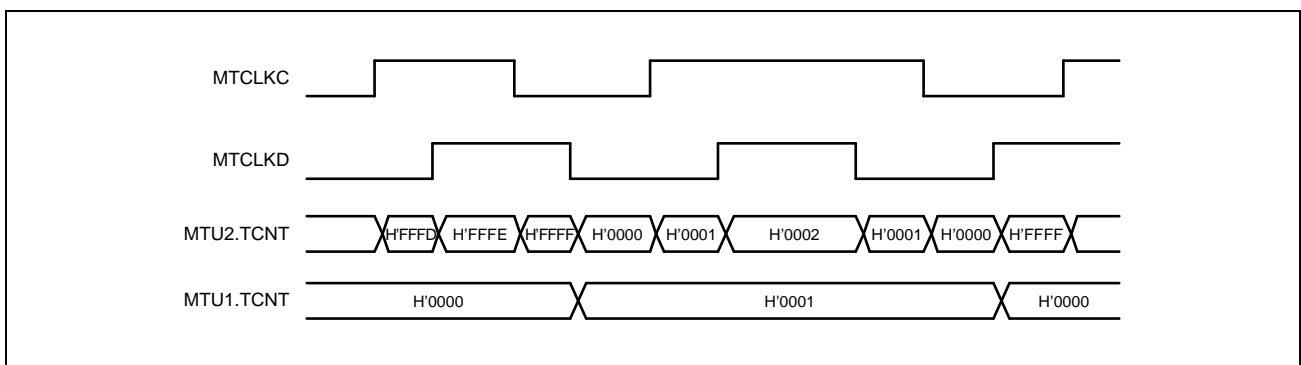 MTCLKC
MTCLKD
MTU2.TCNT H'FFFD H'FFFE H'FFFF H'0000 H'0001 H'0002 H'0001 H'0000 H'FFFF
MTU1.TCNT H'0000 H'0001 H'0000